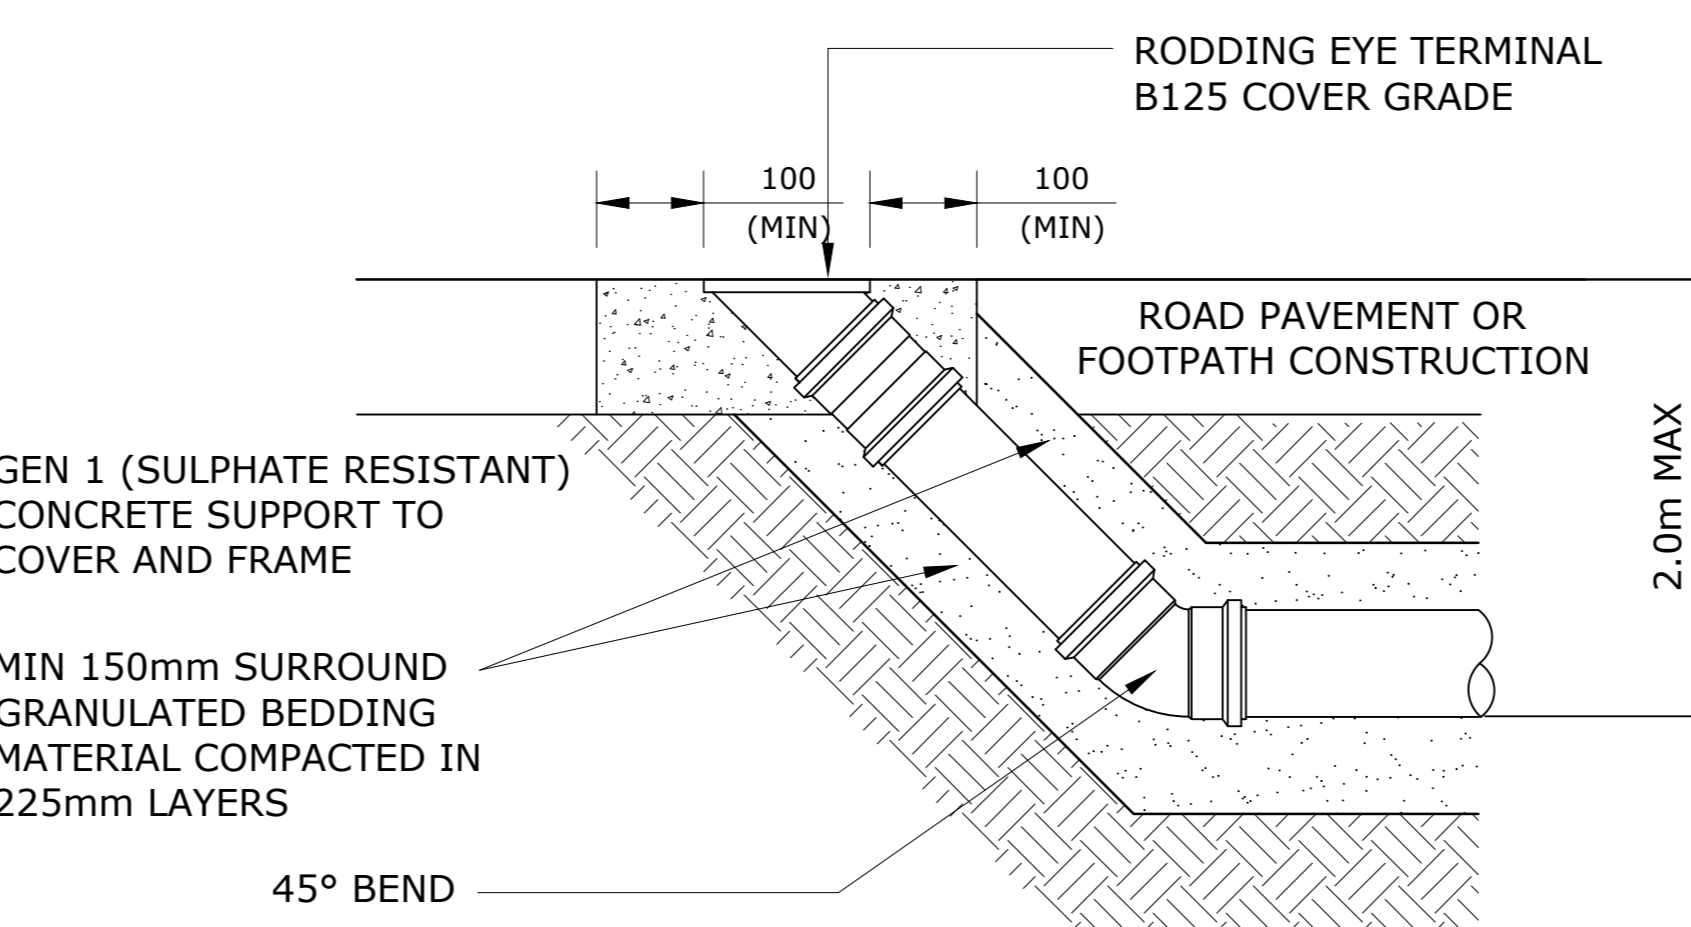 RODDING EYE TERMINAL
B125 COVER GRADE
100
(MIN)
100
(MIN)
ROAD PAVEMENT OR
FOOTPATH CONSTRUCTION
2.0m MAX
GEN 1 (SULPHATE RESISTANT)
CONCRETE SUPPORT TO
COVER AND FRAME
MIN 150mm SURROUND
GRANULATED BEDDING
MATERIAL COMPACTED IN
225mm LAYERS
45° BEND